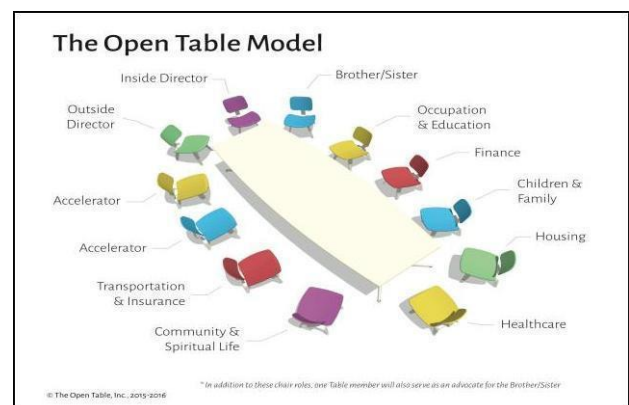 The Open Table Model
Inside Director
Brother/Sister
Outside
Director
Occupation
& Education
Finance
Accelerator
Children &
Family
Accelerator
Housing
Transportation
& Insurance
Community &
Spiritual Life
Healthcare
* In addition to these chair roles, one Table member will also serve as an advocate for the Brother/Sister
© The Open Table, Inc., 2015-2016